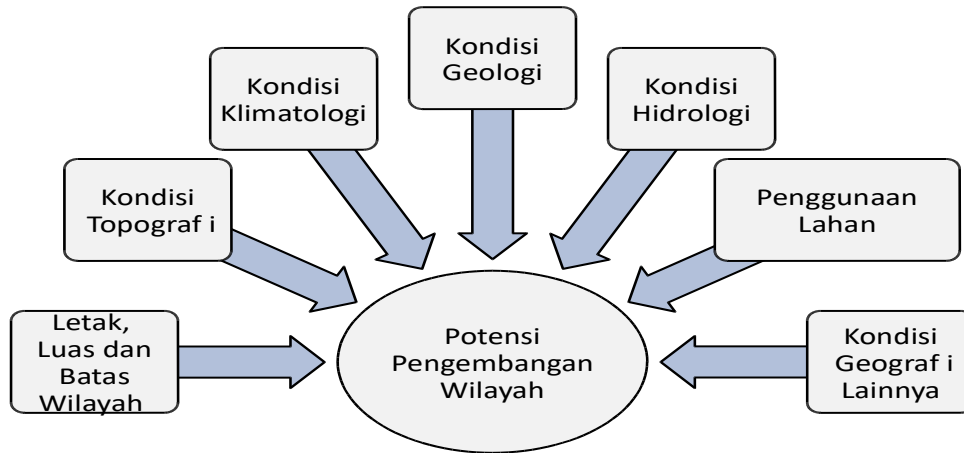 Kondisi
Geologi
Kondisi
Klimatologi
Kondisi
Hidrologi
Kondisi
Topograf i
Penggunaan
Lahan
Letak,
Luas dan
Batas
Wilayah
Potensi
Pengembangan
Wilayah
Kondisi
Geograf i
Lainnya